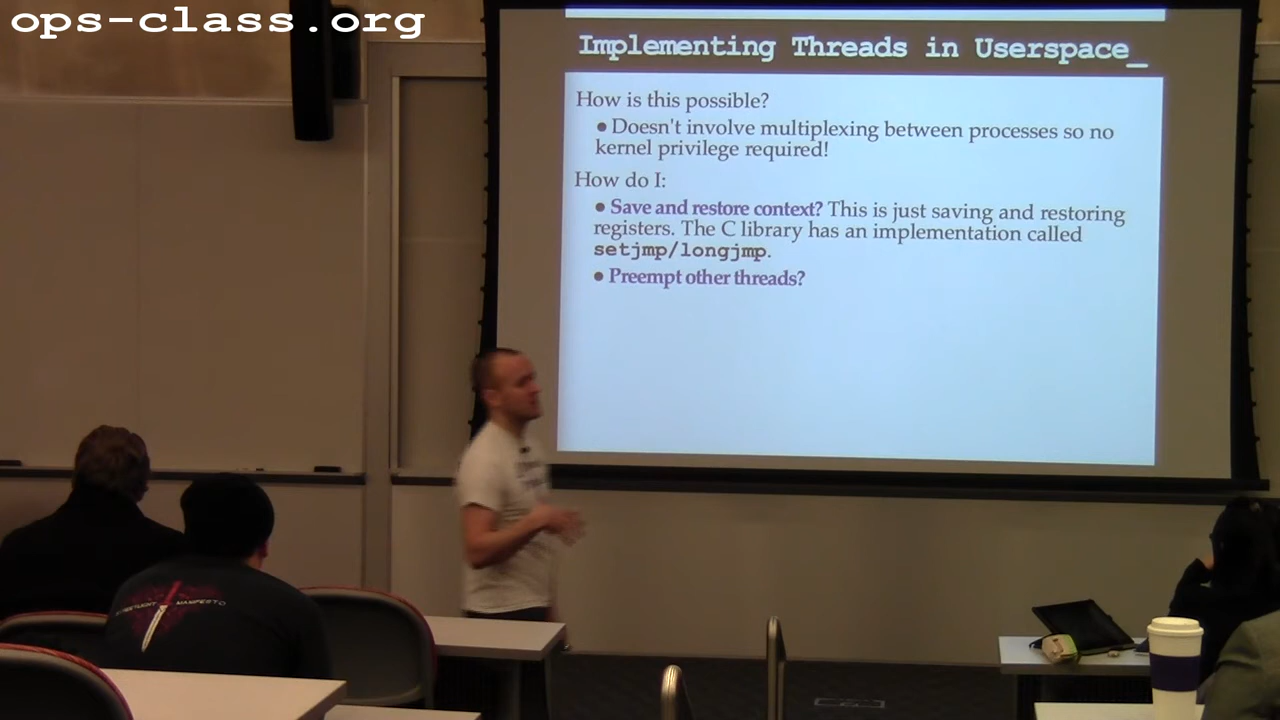 ops-class.org
Implementing Threads in Userspace_
How is this possible?
● Doesn't involve multiplexing between processes so no
kernel privilege required!
How do I:
● Save and restore context? This is just saving and restoring
registers. The C library has an implementation called
setjmp/longjmp.
● Preempt other threads?
MANIFESTO